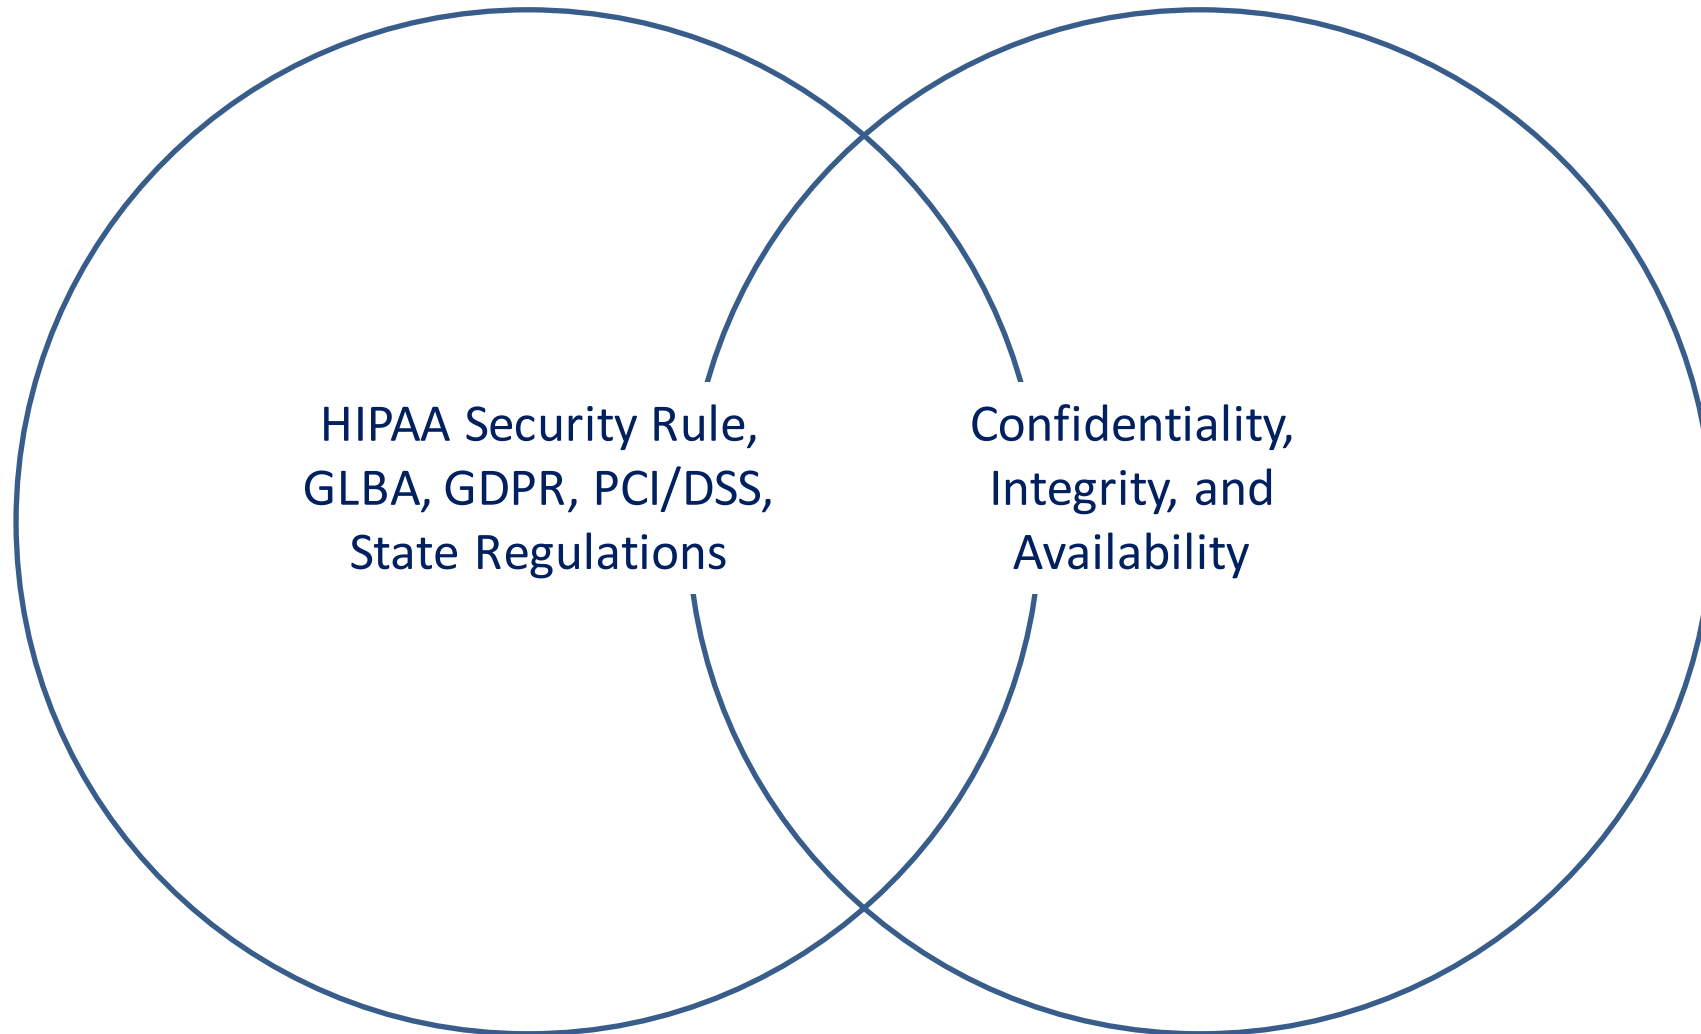 HIPAA Security Rule,
GLBA, GDPR, PCI/DSS,
State Regulations
Confidentiality,
Integrity, and
Availability